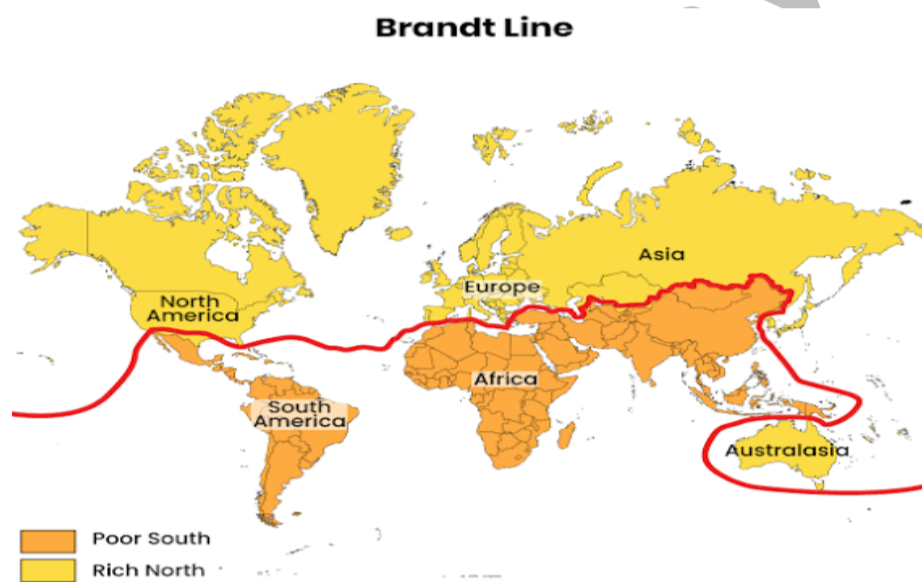 Brandt Line
Asia
Europe
North
America
Africa
South
America
Australasia
Poor South
Rich North